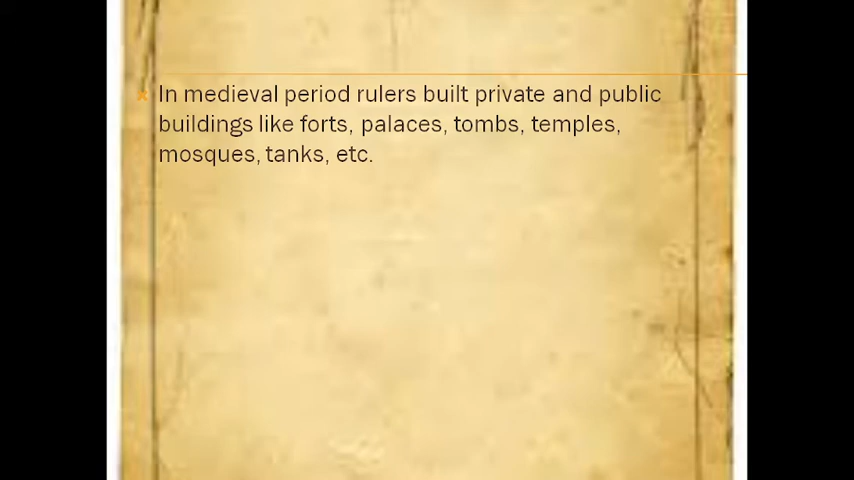 In medieval period rulers built private and public
buildings like forts, palaces, tombs, temples,
mosques, tanks, etc.